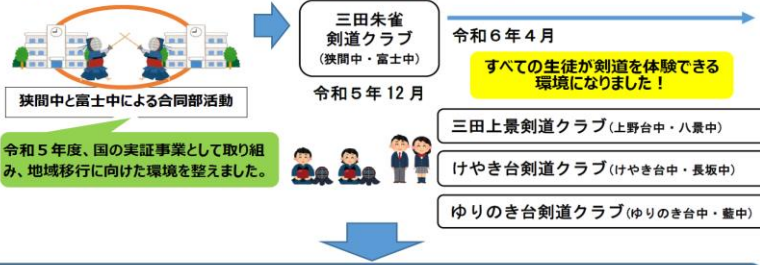 狭間中と富士中による合同部活動
令和５年度、国の実証事業として取り組
み、地域移行に向けた環境を整えました。
三田朱雀
剣道クラブ
(狭間中・富士中)
令和５年 12 月
令和６年４月
すべての生徒が剣道を体験できる
環境になりました！
三田上景剣道クラブ(上野台中・八景中)
けやき台剣道クラブ(けやき台中・長坂中)
ゆりのき台剣道クラブ(ゆりのき台中・藍中)